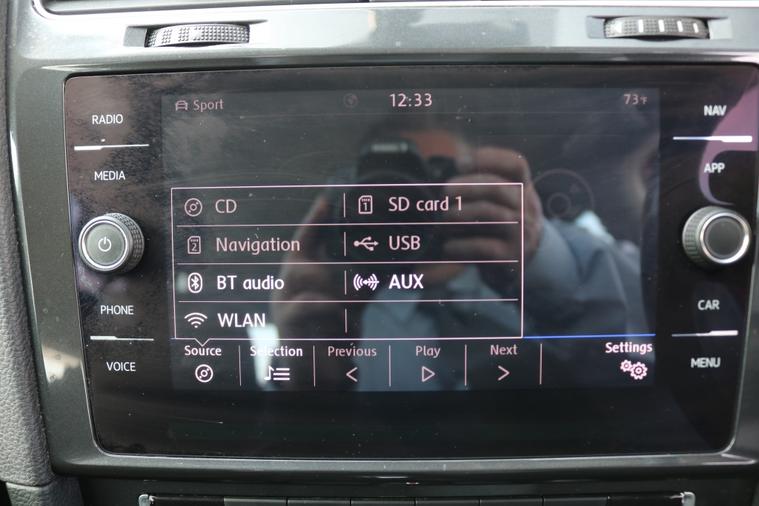 Sport 12:33 73°F
RADIO
NAV
MEDIA
APP
CD SD card 1
Navigation USB
BT audio AUX
WLAN
PHONE
CAR
Source Selection Previous Play Next Settings
VOICE
MENU